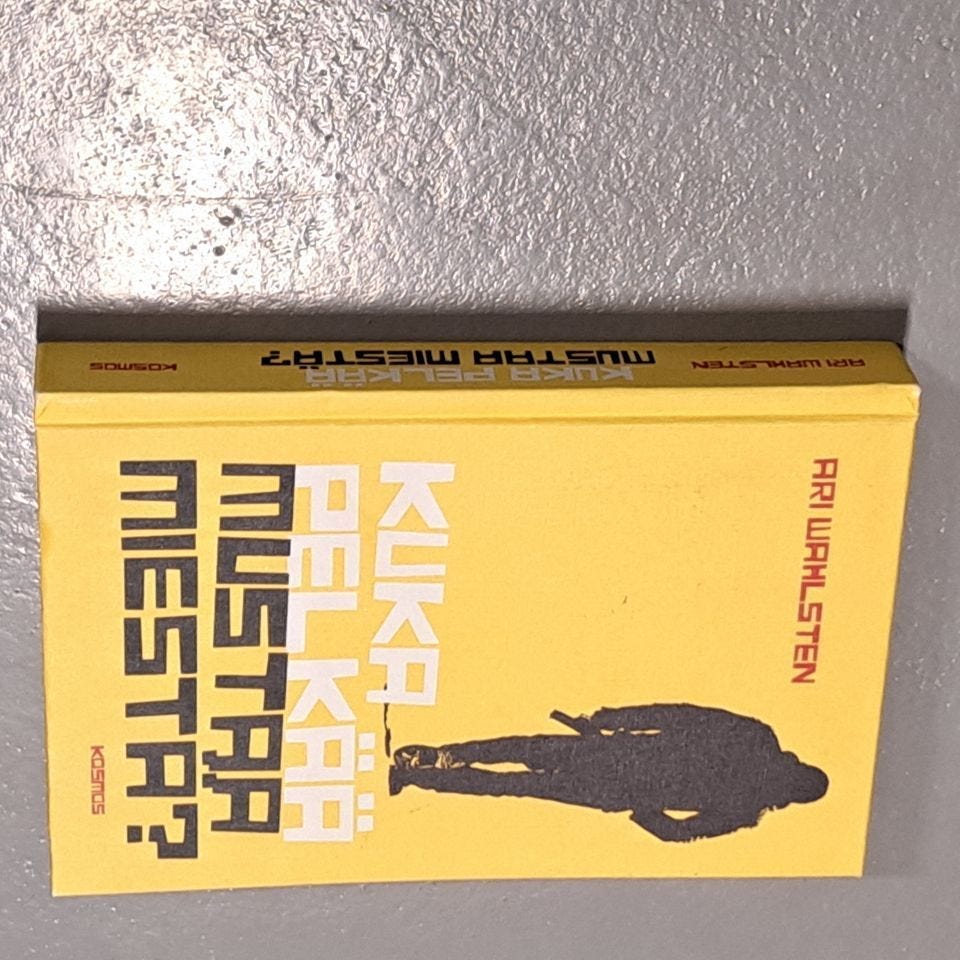 ARI WAHLSTEN
KUKA PELKÄÄ
MUSTAA MIESTÄ?
KOSMOS
ARI WAHLSTEN
KUKA
PELKÄÄ
MUSTAA
MIESTÄ?
KOSMOS